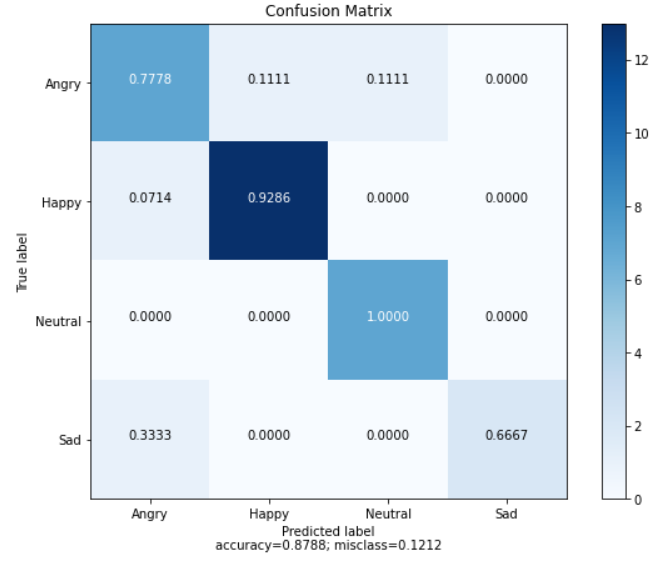 Confusion Matrix
Angry 0.7778 0.1111 0.1111 0.0000
Happy 0.0714 0.9286 0.0000 0.0000
Neutral 0.0000 0.0000 1.0000 0.0000
Sad 0.3333 0.0000 0.0000 0.6667
True label
Angry Happy Neutral Sad
Predicted label
accuracy=0.8788; misclass=0.1212
12
10
8
6
4
2
0